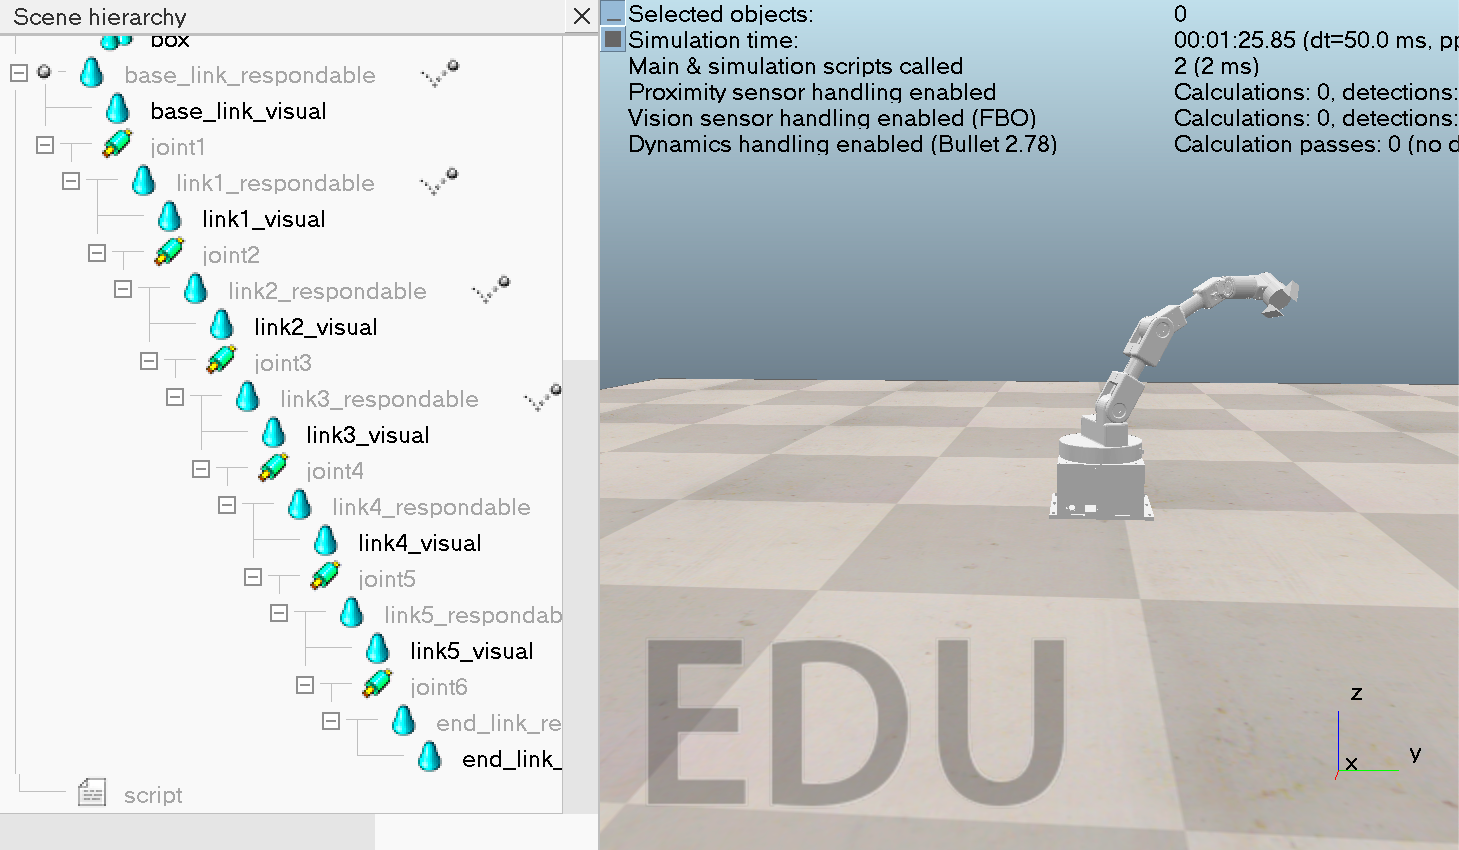 Scene hierarchy
box
base_link_respondable
base_link_visual
joint1
link1_respondable
link1_visual
joint2
link2_respondable
link2_visual
joint3
link3_respondable
link3_visual
joint4
link4_respondable
link4_visual
joint5
link5_respondab
link5_visual
joint6
end_link_re
end_link_
script
Selected objects: 0
Simulation time: 00:01:25.85 (dt=50.0 ms, pp
Main & simulation scripts called 2 (2 ms)
Proximity sensor handling enabled Calculations: 0, detections:
Vision sensor handling enabled (FBO) Calculations: 0, detections:
Dynamics handling enabled (Bullet 2.78) Calculation passes: 0 (no d
EDU
z
y
x